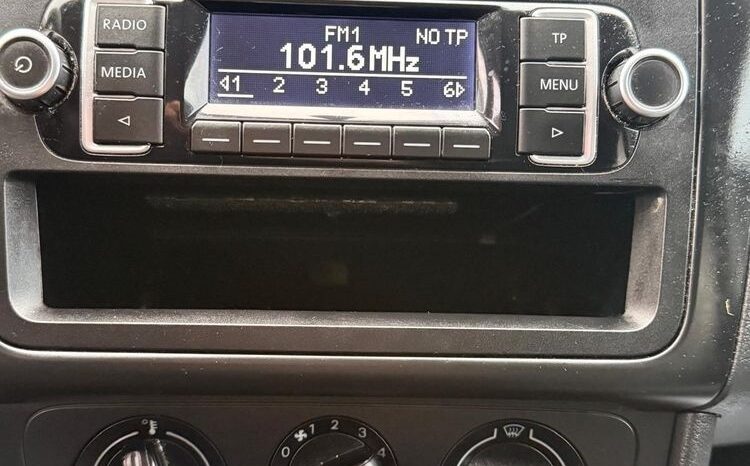 RADIO
FM1 NO TP
TP
101.6MHz
MEDIA
MENU
1 2 3 4 5 6
0 1 2 3 4